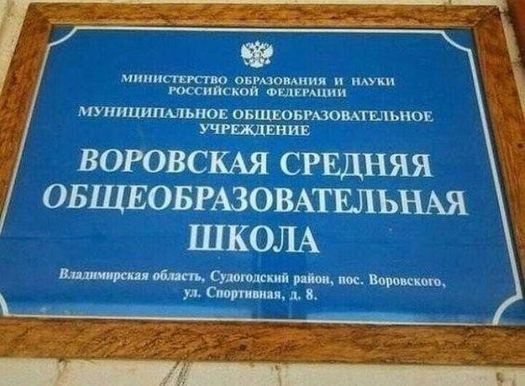 МИНИСТЕРСТВО ОБРАЗОВАНИЯ И НАУКИ
РОССИЙСКОЙ ФЕДЕРАЦИИ
МУНИЦИПАЛЬНОЕ ОБЩЕОБРАЗОВАТЕЛЬНОЕ
УЧРЕЖДЕНИЕ
ВОРОВСКАЯ СРЕДНЯЯ
ОБЩЕОБРАЗОВАТЕЛЬНАЯ
ШКОЛА
Владимирская область, Судогодский район, пос. Воровского,
ул. Спортивная, д. 8.